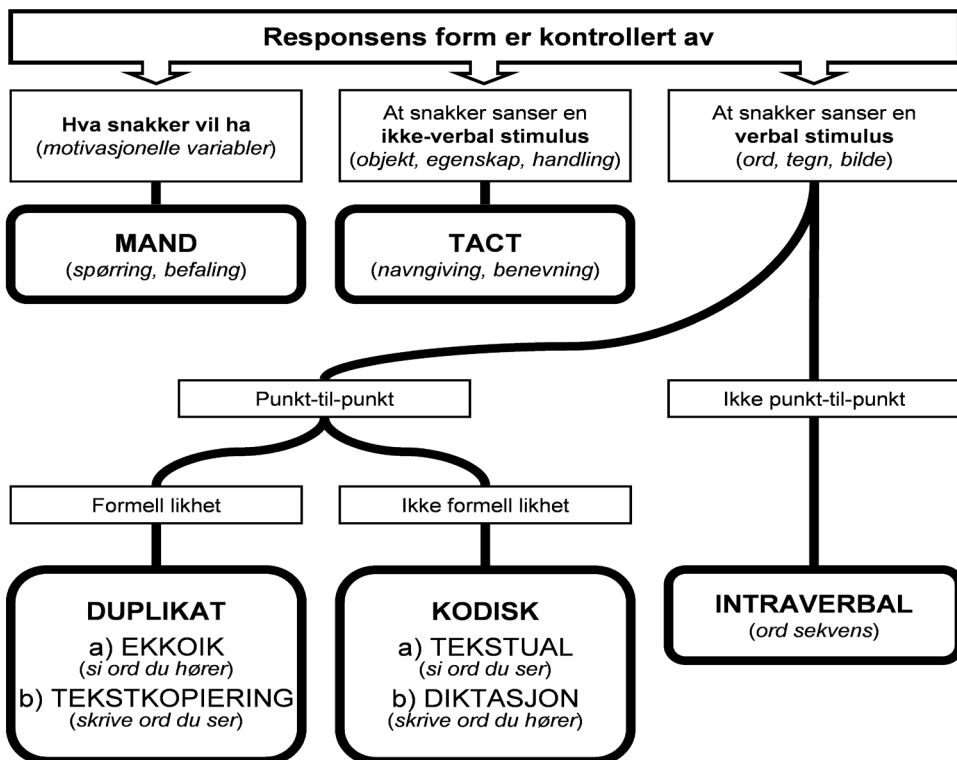 Responsens form er kontrollert av
Hva snakker vil ha
(motivasjonelle variabler)
At snakker sanser en
ikke-verbal stimulus
(objekt, egenskap, handling)
At snakker sanser en
verbal stimulus
(ord, tegn, bilde)
MAND
(spørring, befaling)
TACT
(navngiving, benevning)
Punkt-til-punkt
Ikke punkt-til-punkt
Formell likhet
Ikke formell likhet
DUPLIKAT
a) EKKOIK
(si ord du hører)
b) TEKSTKOPIERING
(skrive ord du ser)
KODISK
a) TEKSTUAL
(si ord du ser)
b) DIKTASJON
(skrive ord du hører)
INTRAVERBAL
(ord sekvens)